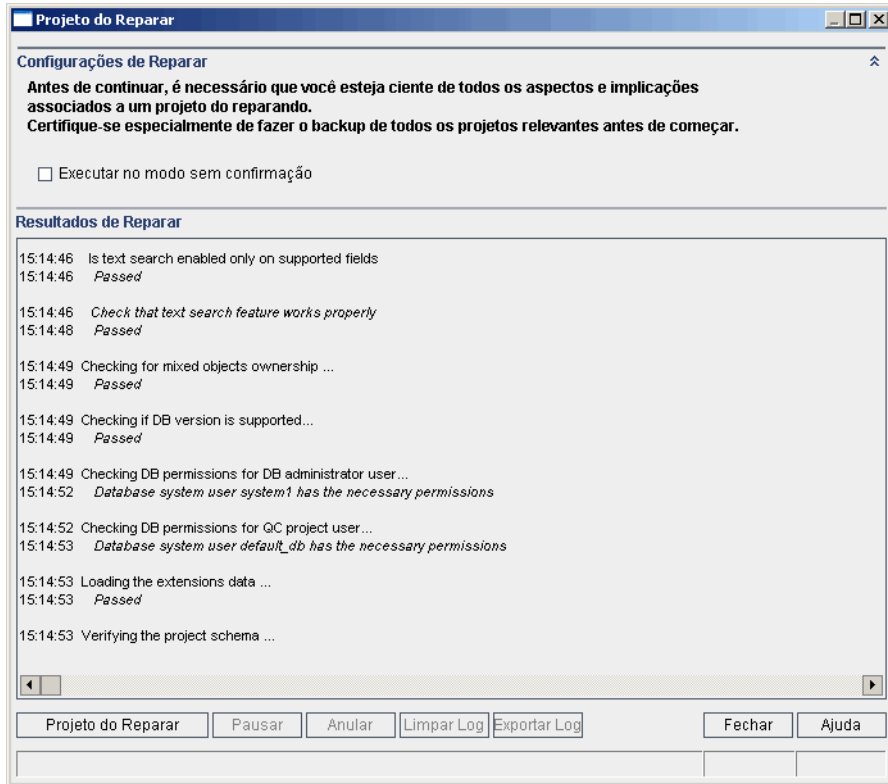 Projeto do Reparar
Configurações de Reparar
Antes de continuar, é necessário que você esteja ciente de todos os aspectos e implicações
associados a um projeto do reparando.
Certifique-se especialmente de fazer o backup de todos os projetos relevantes antes de começar.
Executar no modo sem confirmação
Resultados de Reparar
15:14:46 Is text search enabled only on supported fields
15:14:46 Passed
15:14:46 Check that text search feature works properly
15:14:48 Passed
15:14:49 Checking for mixed objects ownership ...
15:14:49 Passed
15:14:49 Checking if DB version is supported...
15:14:49 Passed
15:14:49 Checking DB permissions for DB administrator user...
15:14:52 Database system user system1 has the necessary permissions
15:14:52 Checking DB permissions for QC project user...
15:14:53 Database system user default_db has the necessary permissions
15:14:53 Loading the extensions data ...
15:14:53 Passed
15:14:53 Verifying the project schema ...
Projeto do Reparar Pausar Anular Limpar Log Exportar Log Fechar Ajuda